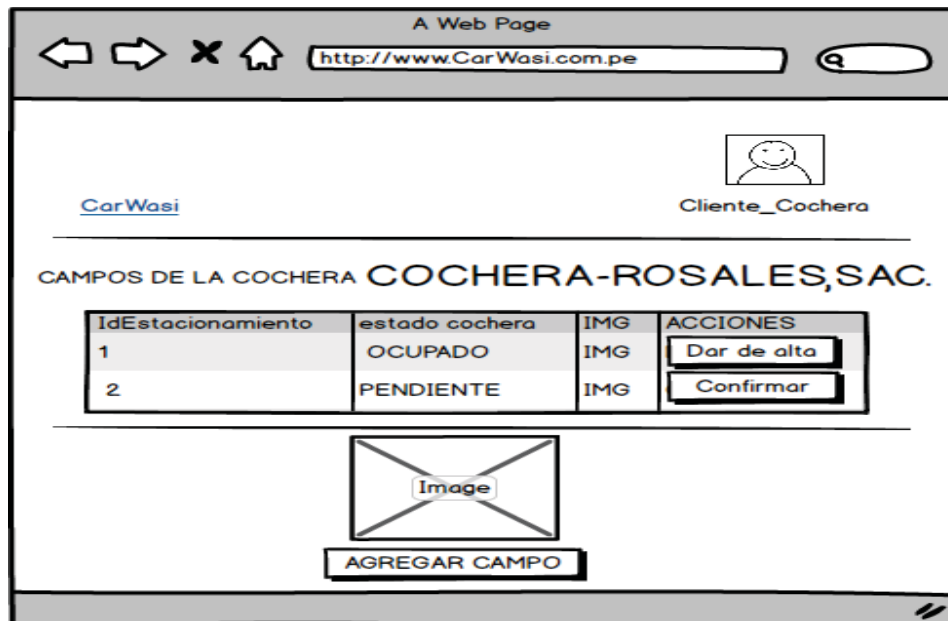 A Web Page
http://www.CarWasi.com.pe
CarWasi
Cliente_Cochera
CAMPOS DE LA COCHERA COCHERA-ROSALES,SAC.
IdEstacionamiento estado cochera IMG ACCIONES
1 OCUPADO IMG Dar de alta
2 PENDIENTE IMG Confirmar
Image
AGREGAR CAMPO